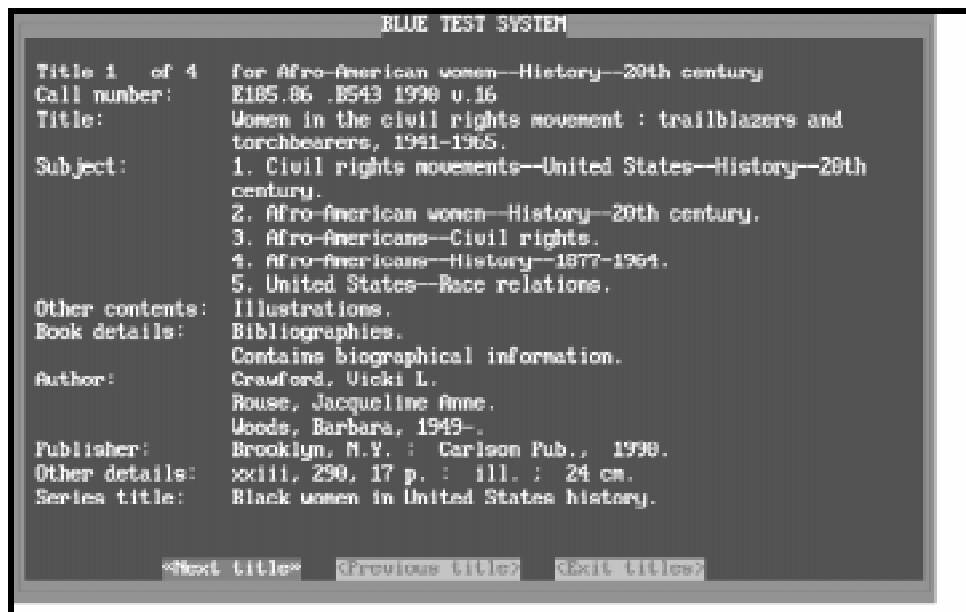 BLUE TEST SYSTEM
Title 1 of 4 for Afro-American women--History--20th century
Call number: E185.86 .B543 1990 v.16
Title: Women in the civil rights movement : trailblazers and
torchbearers, 1941-1965.
Subject: 1. Civil rights movements--United States--History--20th
century.
2. Afro-American women--History--20th century.
3. Afro-Americans--Civil rights.
4. Afro-Americans--History--1877-1964.
5. United States--Race relations.
Other contents: Illustrations.
Book details: Bibliographies.
Contains biographical information.
Author: Crawford, Vicki L.
Rouse, Jacqueline Anne.
Woods, Barbara, 1949-.
Publisher: Brooklyn, N.Y. : Carlson Pub., 1990.
Other details: xxiii, 290, 17 p. : ill. ; 24 cm.
Series title: Black women in United States history.
«Next title» <Previous title> <Exit titles>